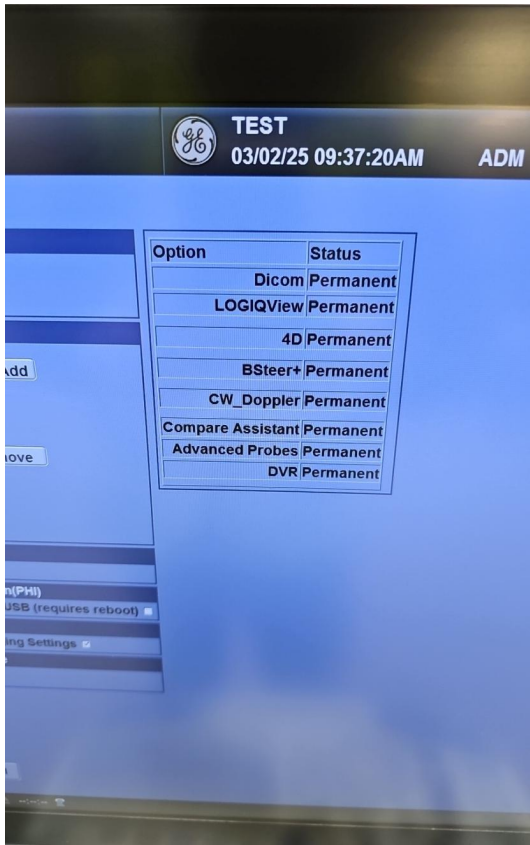 TEST
03/02/25 09:37:20AM ADM
Option Status
Dicom Permanent
LOGIQView Permanent
4D Permanent
BSteer+ Permanent
CW_Doppler Permanent
Compare Assistant Permanent
Advanced Probes Permanent
DVR Permanent
dd
ove
n(PHI)
USB (requires reboot)
ing Settings